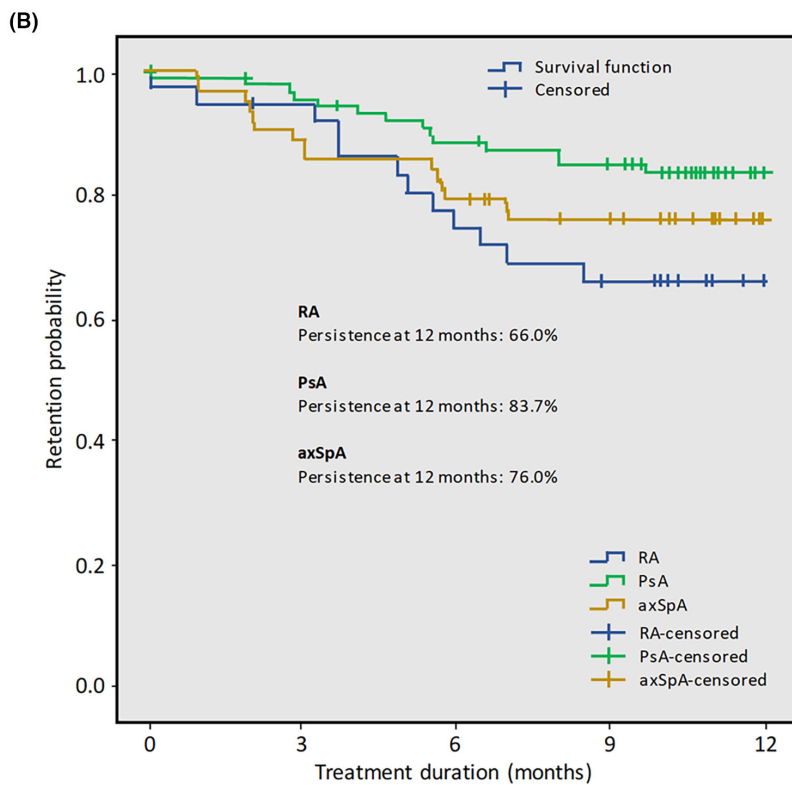 (B)
Survival function
Censored
1.0
0.8
0.6
0.4
0.2
0.0
Retention probability
RA
Persistence at 12 months: 66.0%
PsA
Persistence at 12 months: 83.7%
axSpA
Persistence at 12 months: 76.0%
RA
PsA
axSpA
RA-censored
PsA-censored
axSpA-censored
0 3 6 9 12
Treatment duration (months)